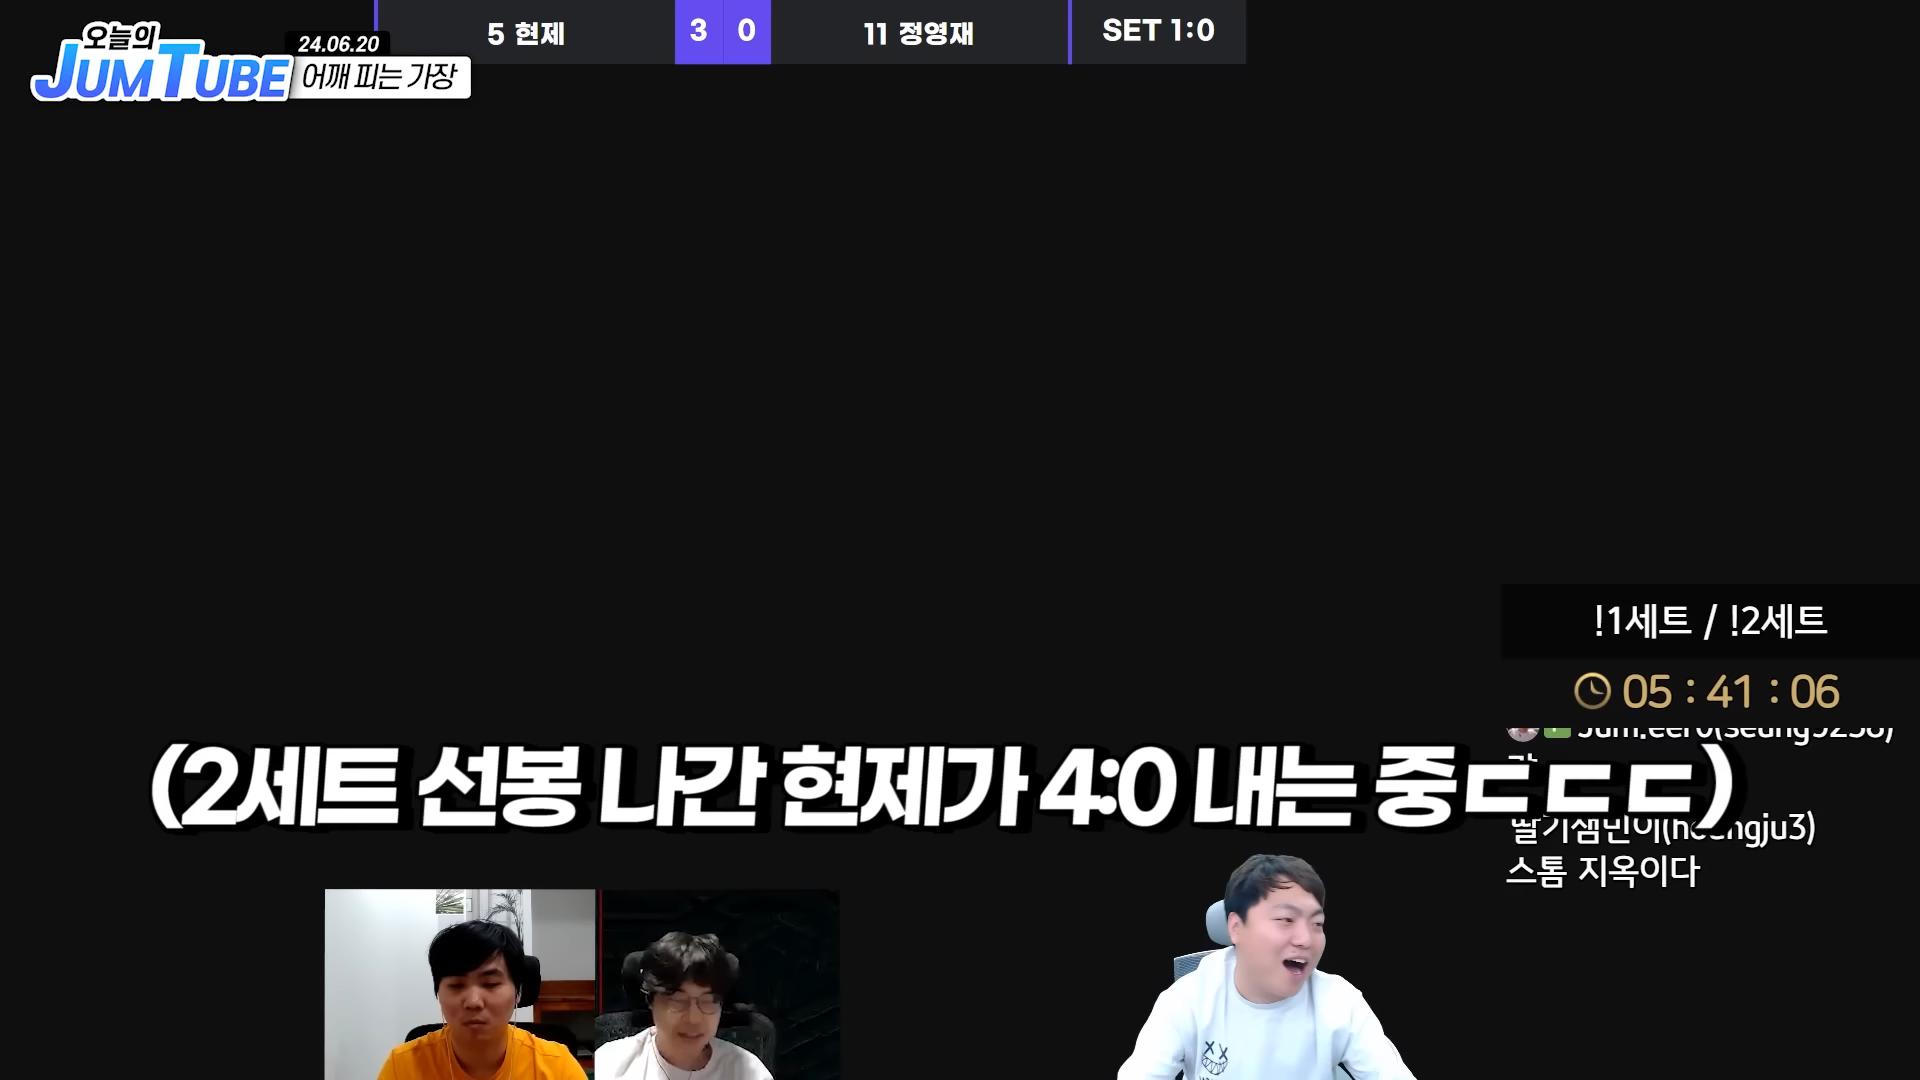 오늘의
JUMTUBE
24.06.20
어깨 피는 가장
5 현제
3 0
11 정영재
SET 1:0
!1세트 / !2세트
05 : 41 : 06
(2세트 선봉 나간 현제가 4:0 내는 중ㄷㄷㄷ)
스톰 지옥이다